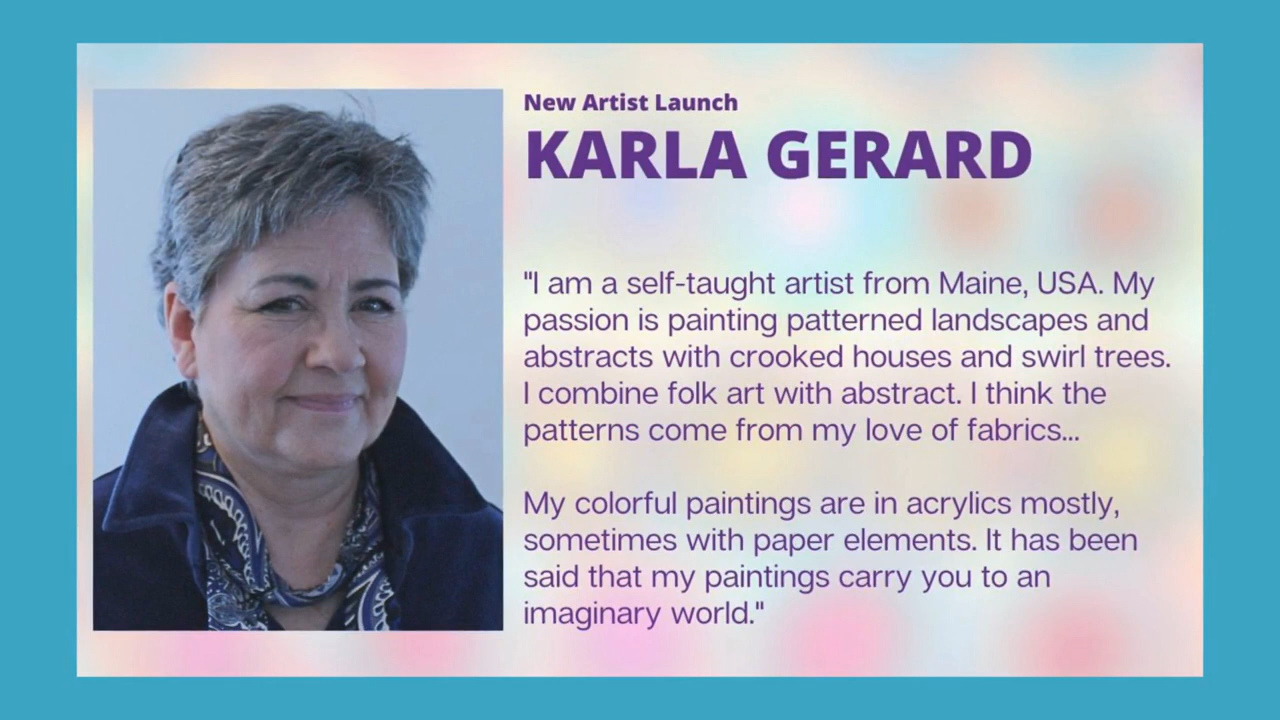 New Artist Launch
KARLA GERARD
"I am a self-taught artist from Maine, USA. My
passion is painting patterned landscapes and
abstracts with crooked houses and swirl trees.
I combine folk art with abstract. I think the
patterns come from my love of fabrics...
My colorful paintings are in acrylics mostly,
sometimes with paper elements. It has been
said that my paintings carry you to an
imaginary world."